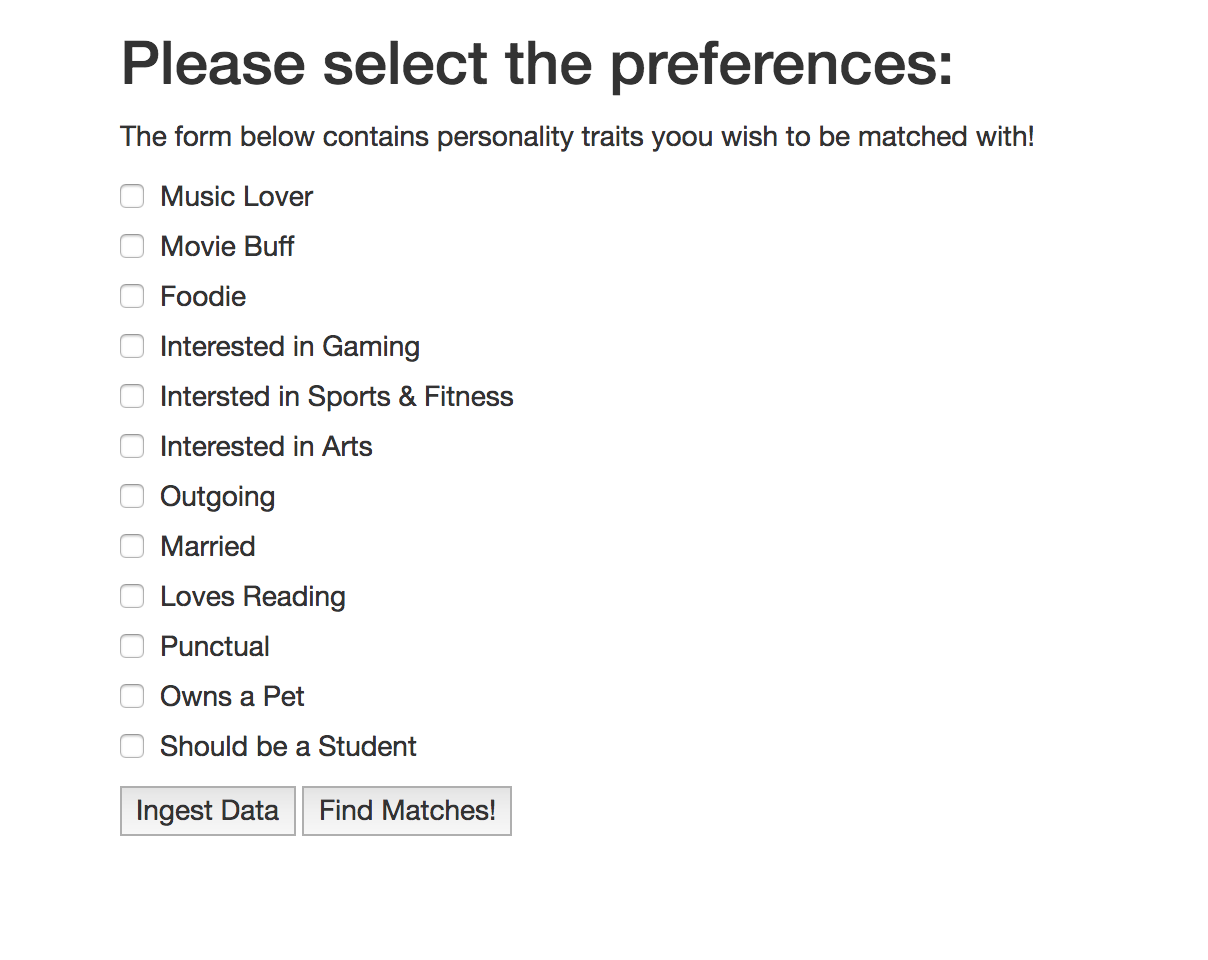 Please select the preferences:
The form below contains personality traits yoou wish to be matched with!
Music Lover
Movie Buff
Foodie
Interested in Gaming
Intersted in Sports & Fitness
Interested in Arts
Outgoing
Married
Loves Reading
Punctual
Owns a Pet
Should be a Student
Ingest Data Find Matches!